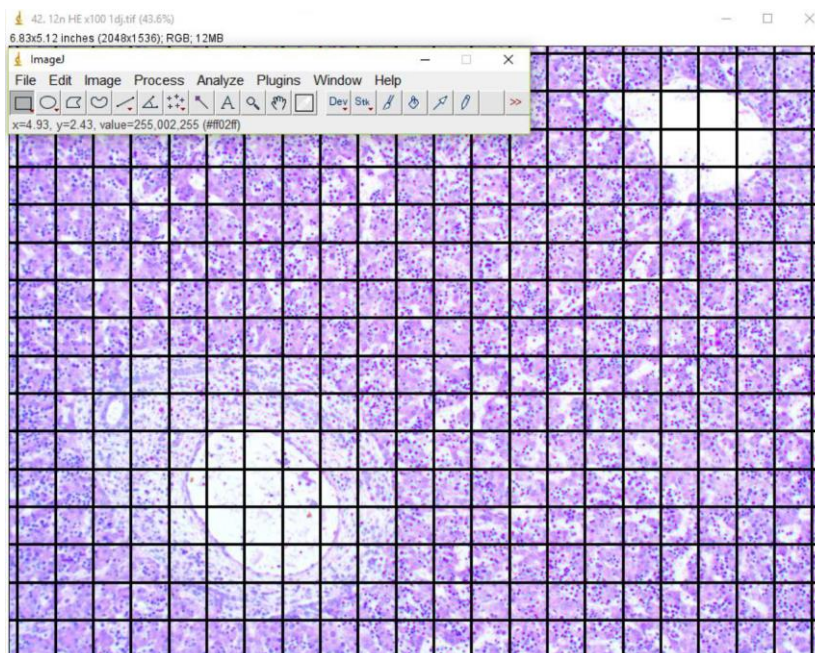 42. 12n HE x100 1dj.tif (43.6%)
6.83x5.12 inches (2048x1536); RGB; 12MB
ImageJ
File Edit Image Process Analyze Plugins Window Help
A Dev Stk >>
x=4.93, y=2.43, value=255,002,255 (#ff02ff)